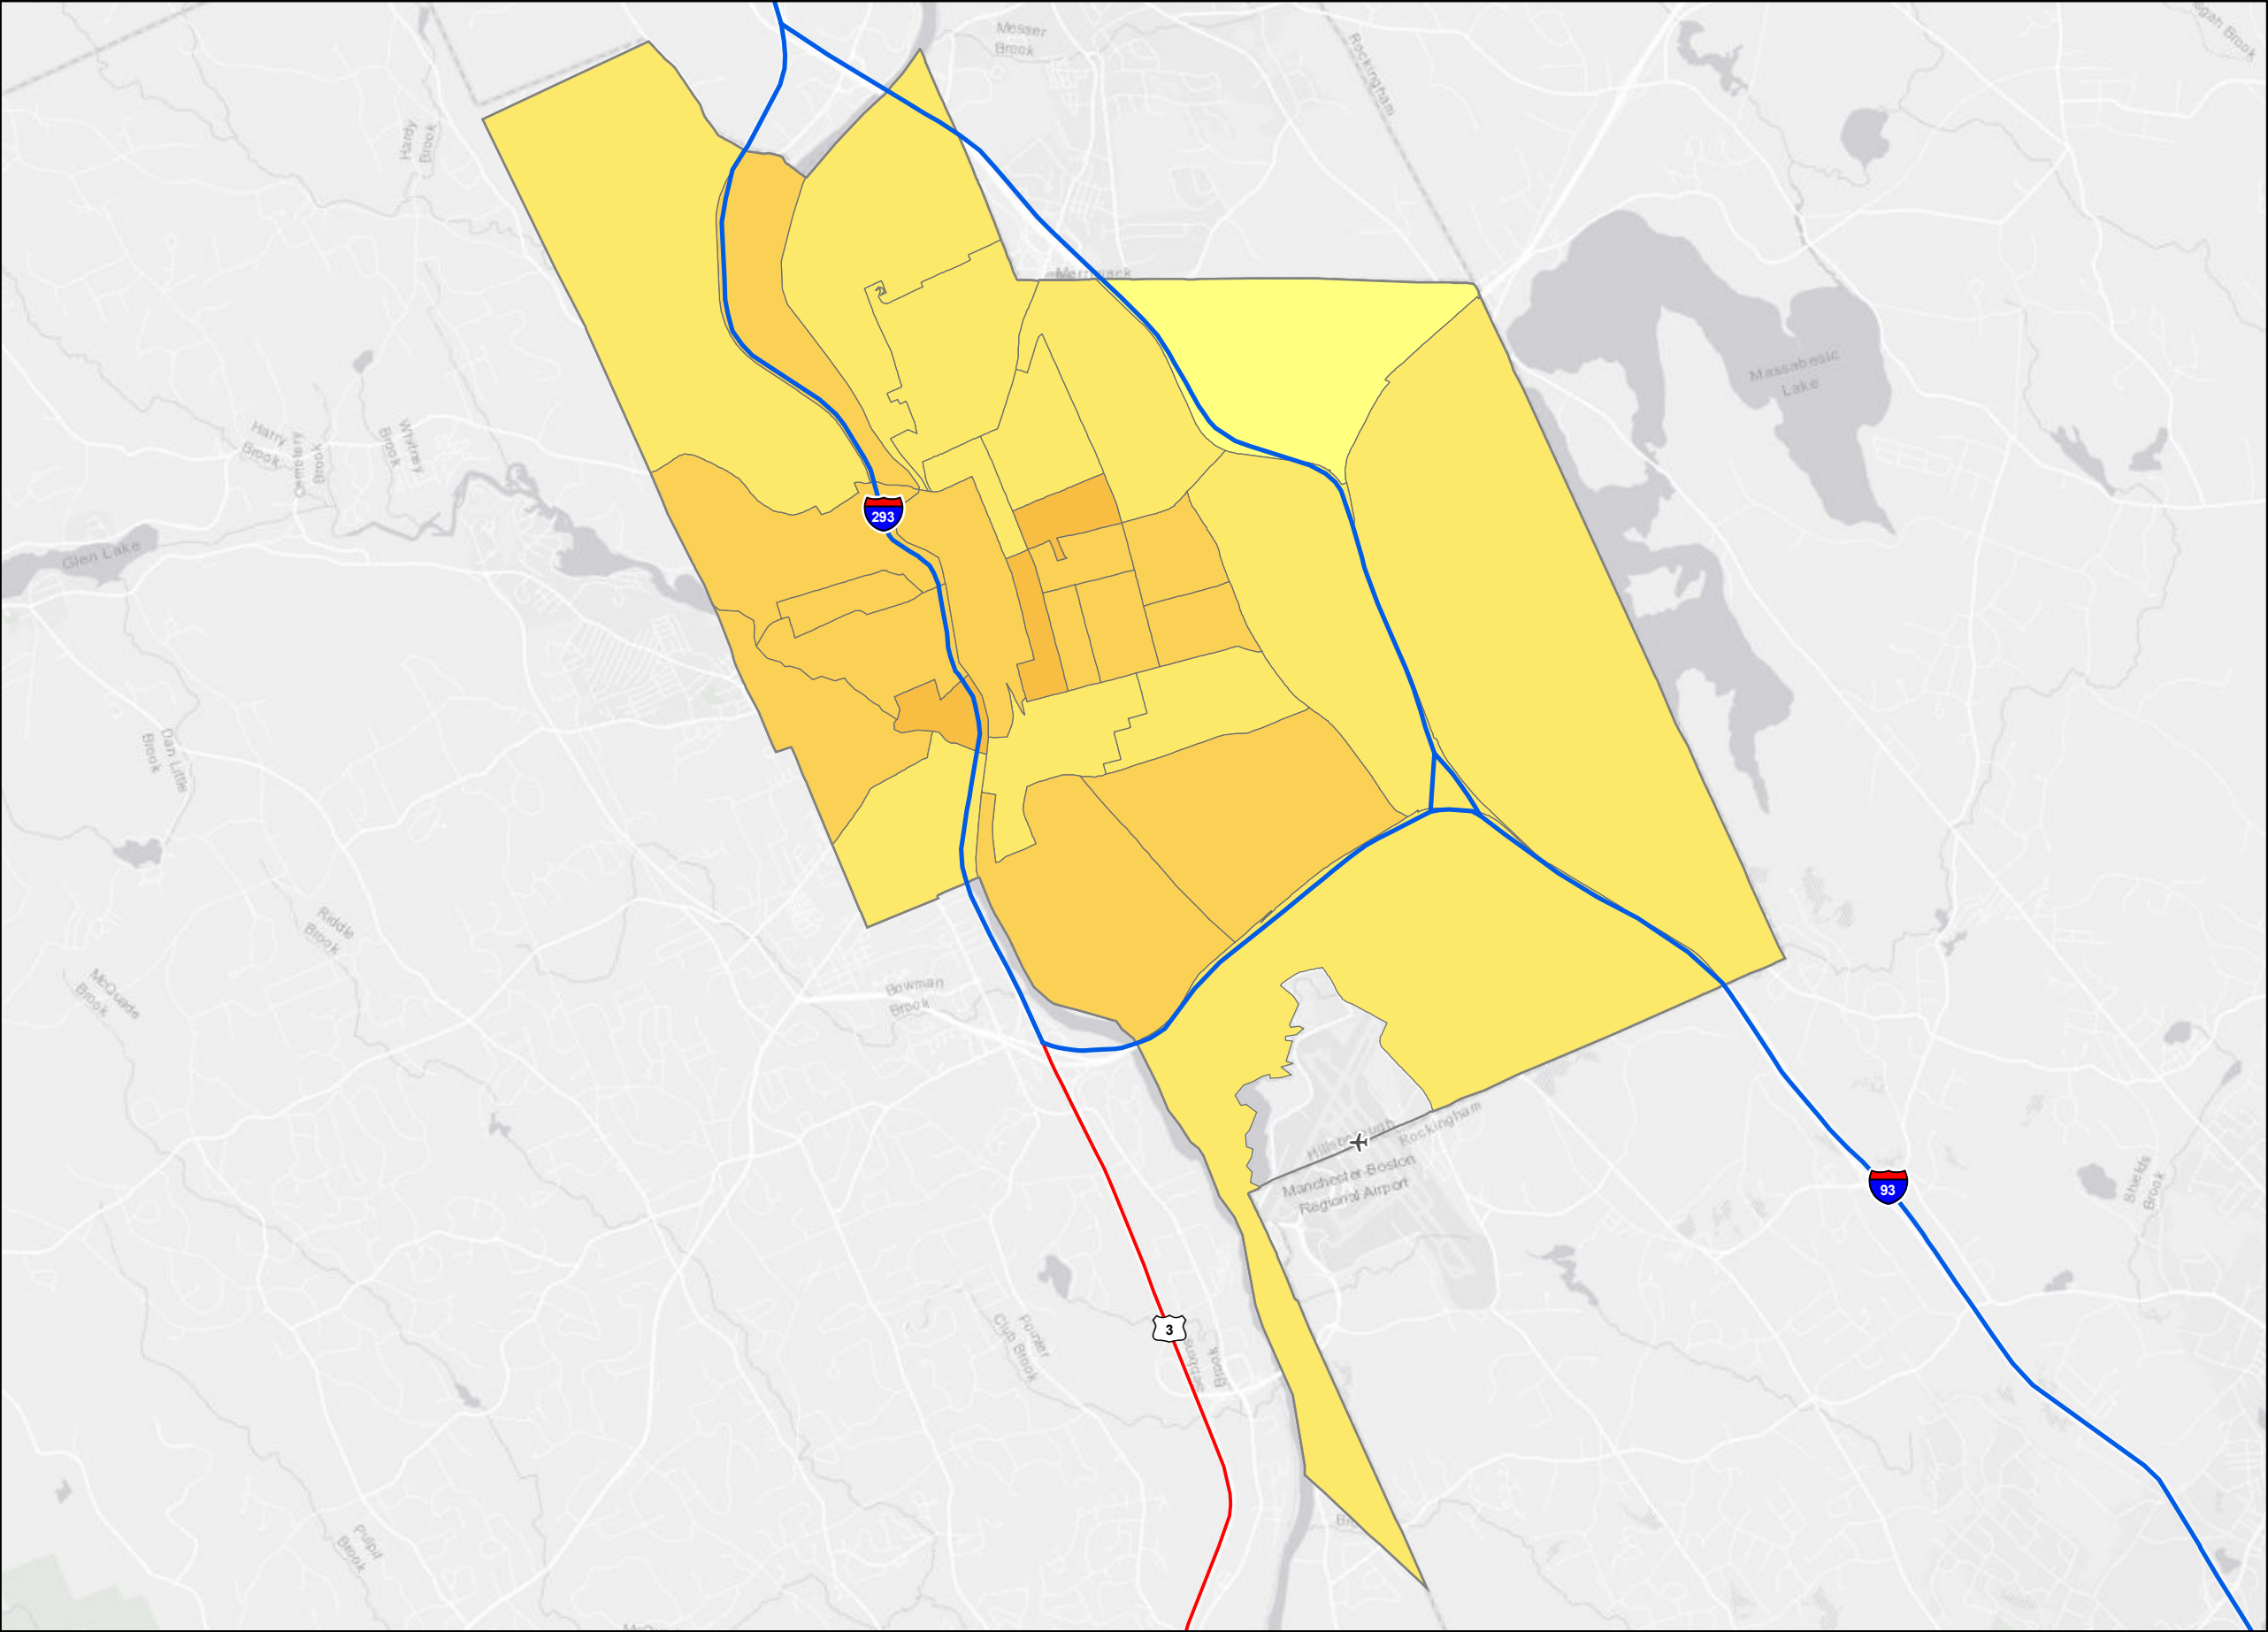 Messer
Brook
Rockingham
Hardy
Brook
Merrimack
Massabesic
Lake
Harry
Brook
Cemetery
Brook
Whitney
Brook
293
Glen Lake
Dan Little
Brook
Riddle
Brook
McQuade
Brook
Bowman
Brook
Hillsborough
Rockingham
Manchester-Boston
Regional Airport
93
Shields
Brook
3
Pointer
Club Brook
Brook
Pulpit
Brook